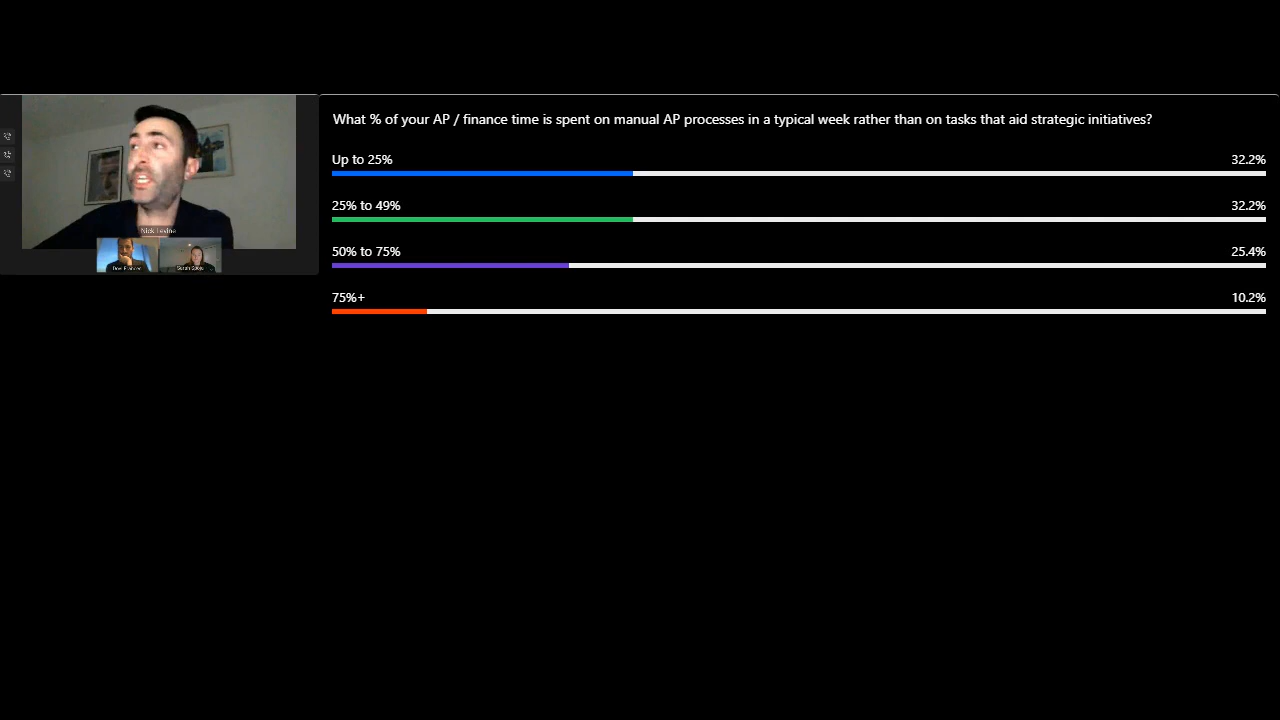 Nick Levine
What % of your AP / finance time is spent on manual AP processes in a typical week rather than on tasks that aid strategic initiatives?
Up to 25% 32.2%
25% to 49% 32.2%
50% to 75% 25.4%
75%+ 10.2%